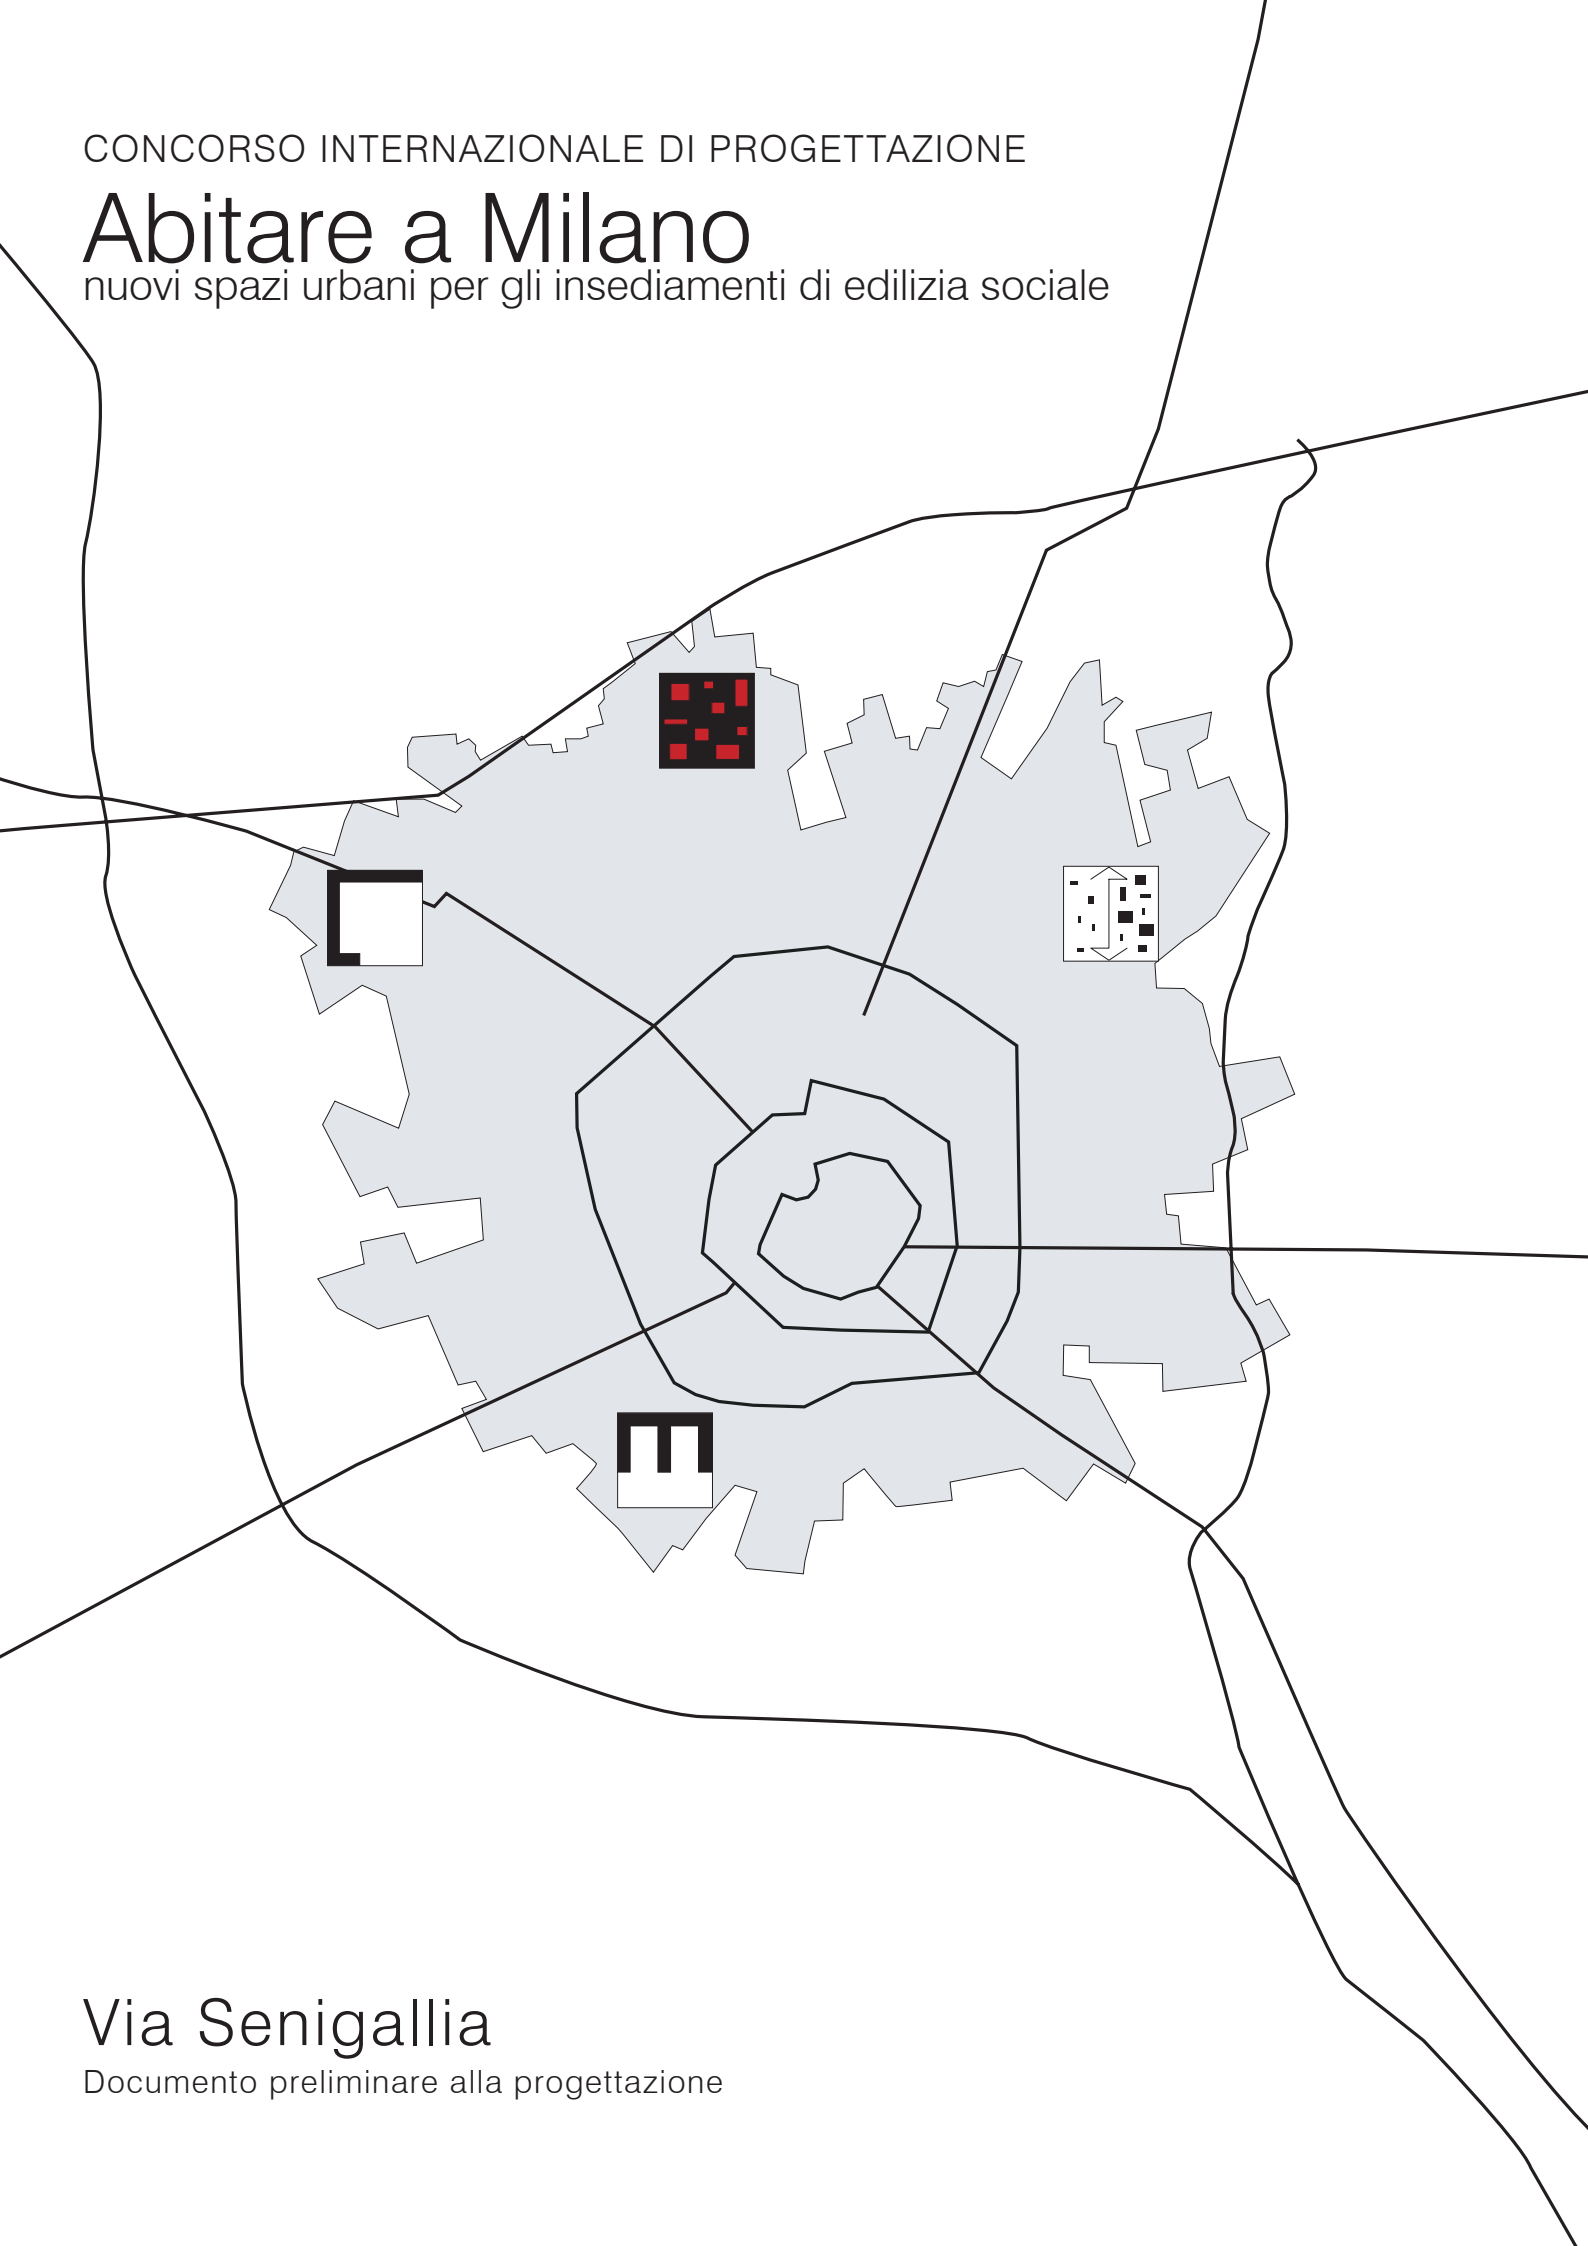 CONCORSO INTERNAZIONALE DI PROGETTAZIONE
Abitare a Milano
nuovi spazi urbani per gli insediamenti di edilizia sociale
Via Senigallia
Documento preliminare alla progettazione